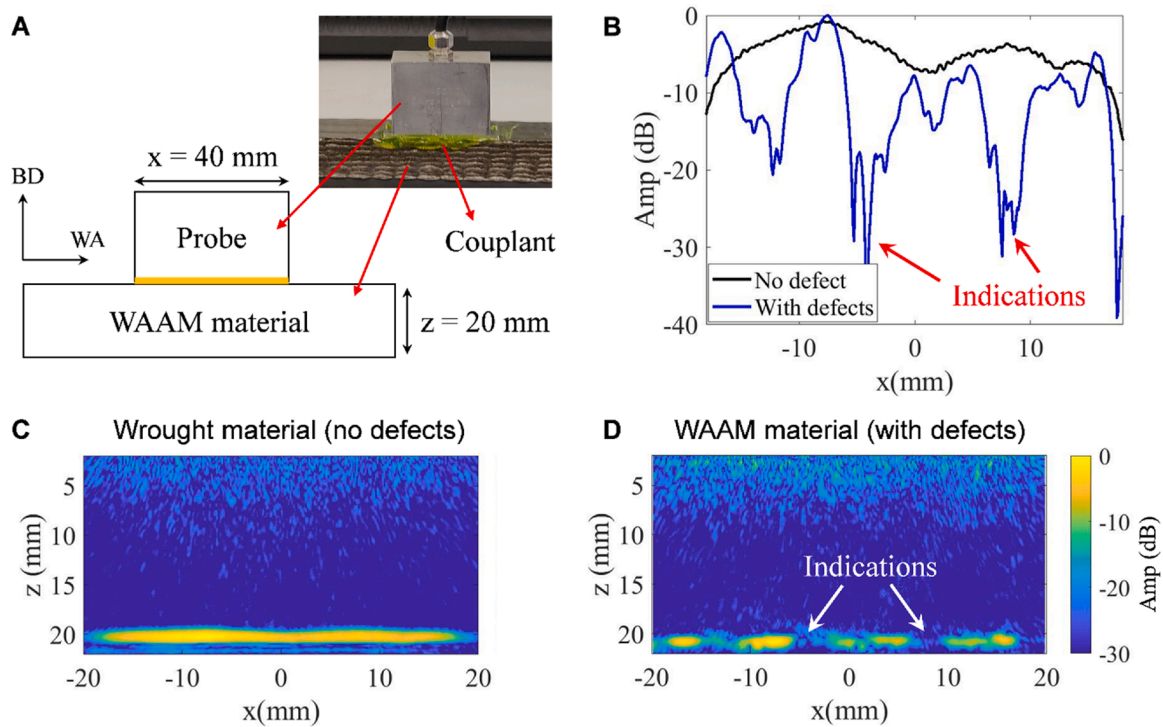 A
x = 40 mm
BD
WA
Probe
Couplant
WAAM material
z = 20 mm
B
0
-10
-20
-30
-40
Amp (dB)
No defect
With defects
Indications
-10
0
10
x(mm)
C
Wrought material (no defects)
5
10
15
20
z (mm)
-20
-10
0
10
20
x(mm)
D
WAAM material (with defects)
5
10
15
20
z (mm)
Indications
-20
-10
0
10
20
x(mm)
0
-10
-20
-30
Amp (dB)